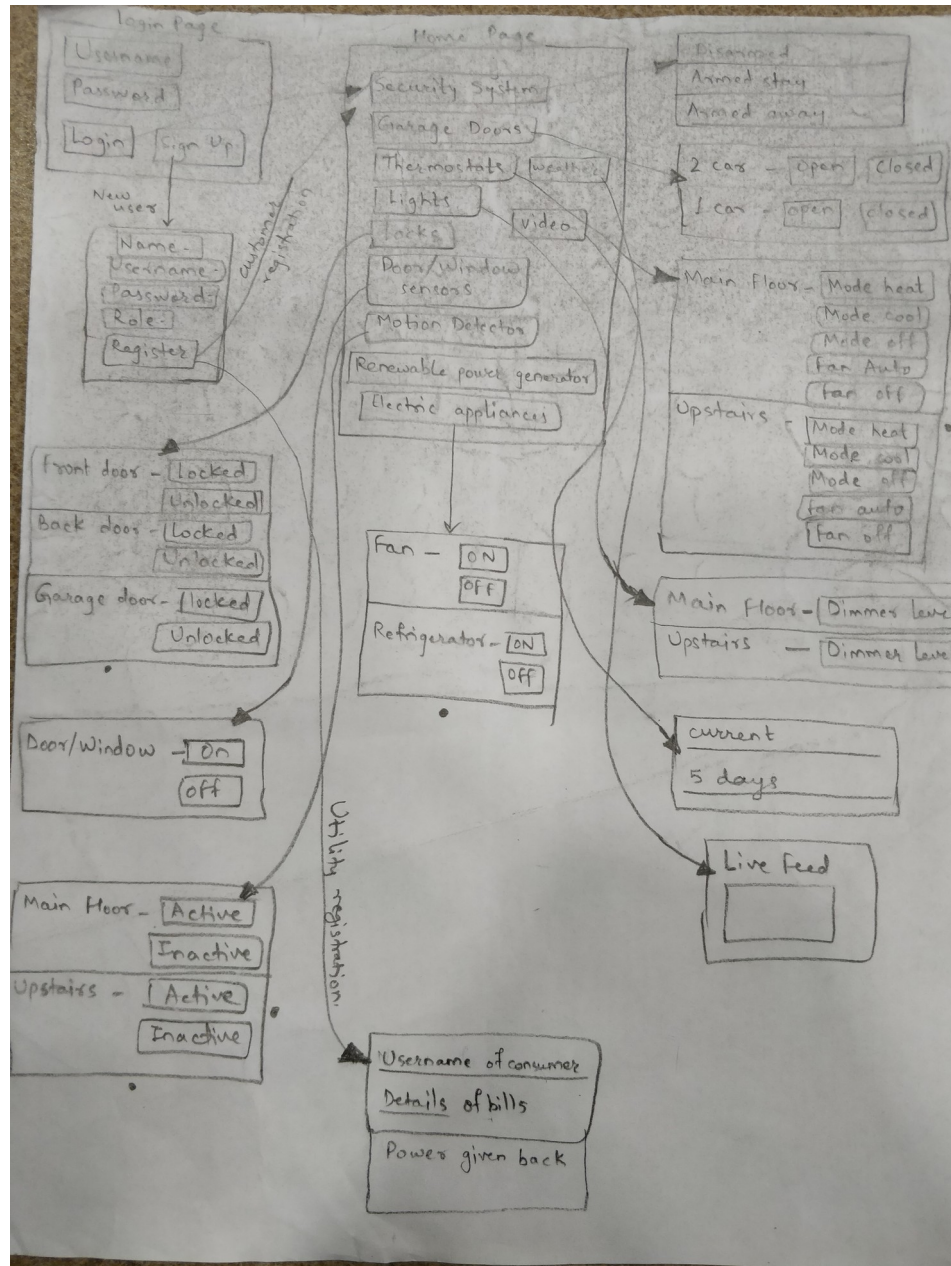 Login Page
Username
Password
Login
Sign Up
New
user
Name -
Username -
Password -
Role -
Register
customer
registration
Home Page
Security System
Garage Doors
Thermostats
weather
Lights
video
Locks
Door/Window
sensors
Motion Detector
Renewable power generator
Electric appliances
Disarmed
Armed stay
Armed away
2 car - open closed
1 car - open closed
Main Floor - Mode heat
Mode cool
Mode off
Fan Auto
Fan off
Upstairs - Mode heat
Mode cool
Mode off
fan auto
Fan off
Front door - Locked
Unlocked
Back door - Locked
Unlocked
Garage door - locked
Unlocked
Fan - ON
OFF
Refrigerator - ON
OFF
Main Floor - Dimmer Leve
Upstairs - Dimmer Leve
Door/Window - On
Off
current
5 days
Live Feed
Utility registration.
Main Floor - Active
Inactive
Upstairs - Active
Inactive
Username of consumer
Details of bills
Power given back